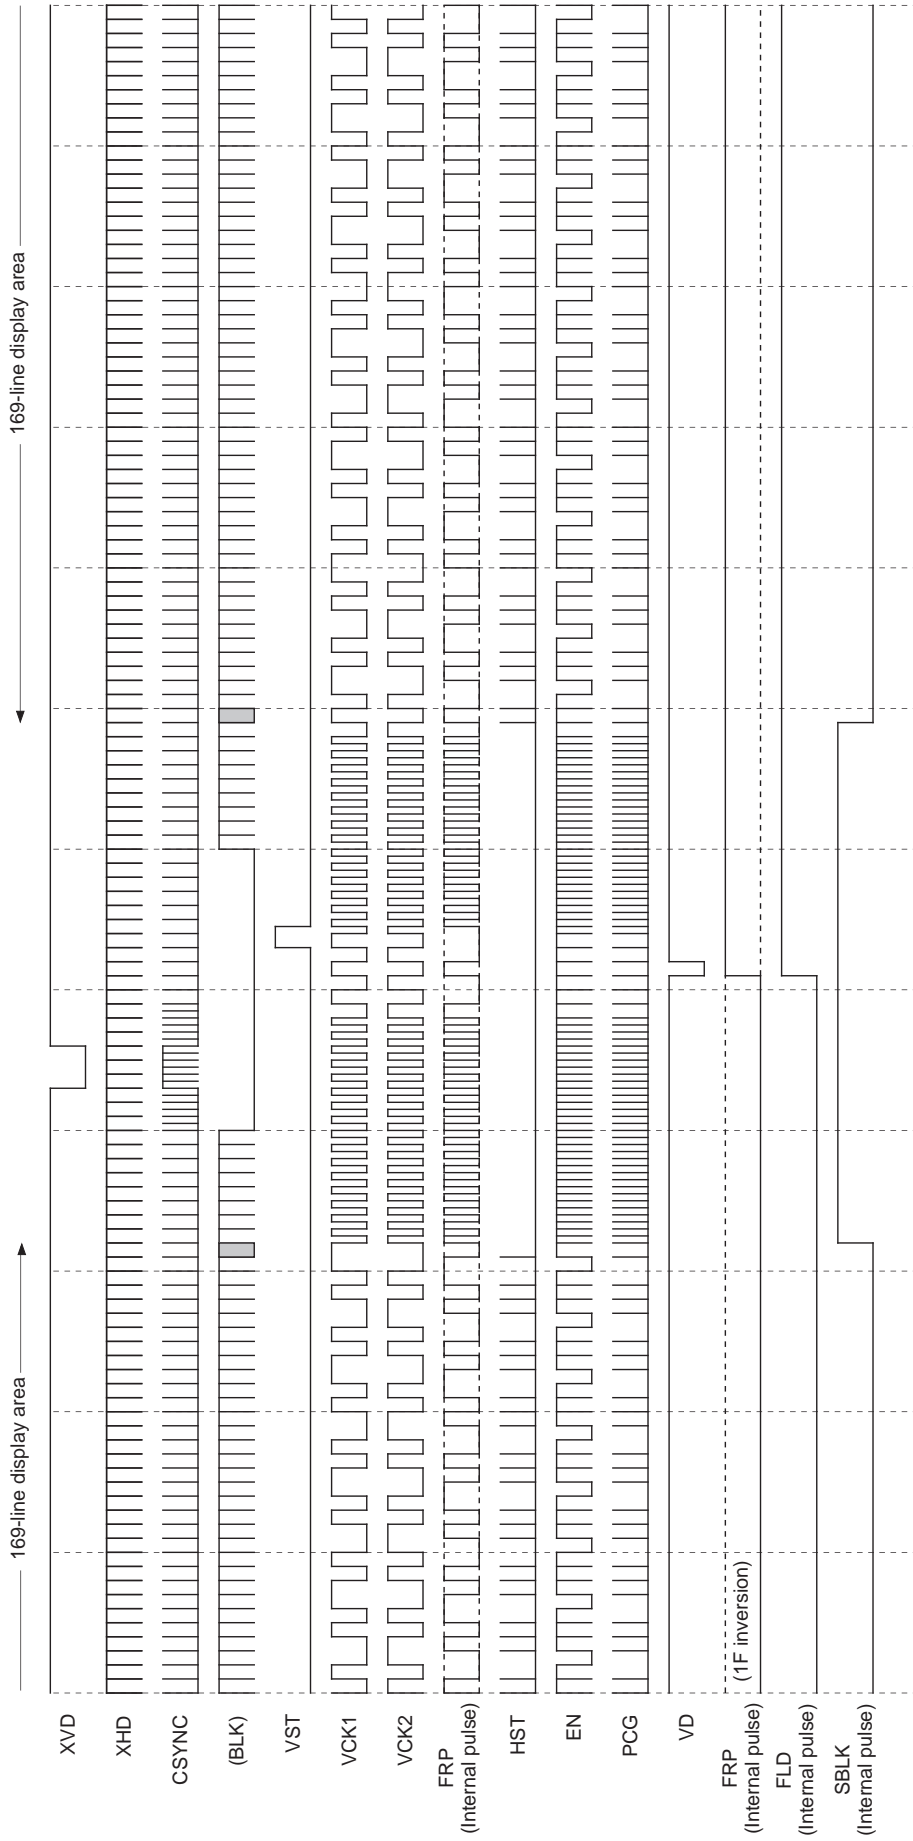 169-line display area
169-line display area
XVD
XHD
CSYNC
(BLK)
VST
VCK1
VCK2
FRP
(Internal pulse)
HST
EN
PCG
VD
(1F inversion)
FRP
(Internal pulse)
FLD
(Internal pulse)
SBLK
(Internal pulse)